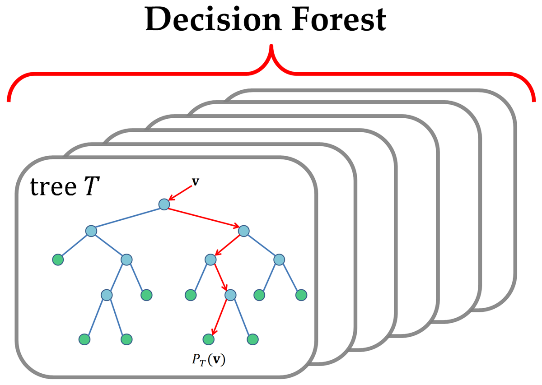 Decision Forest
tree T
v
P_T(v)